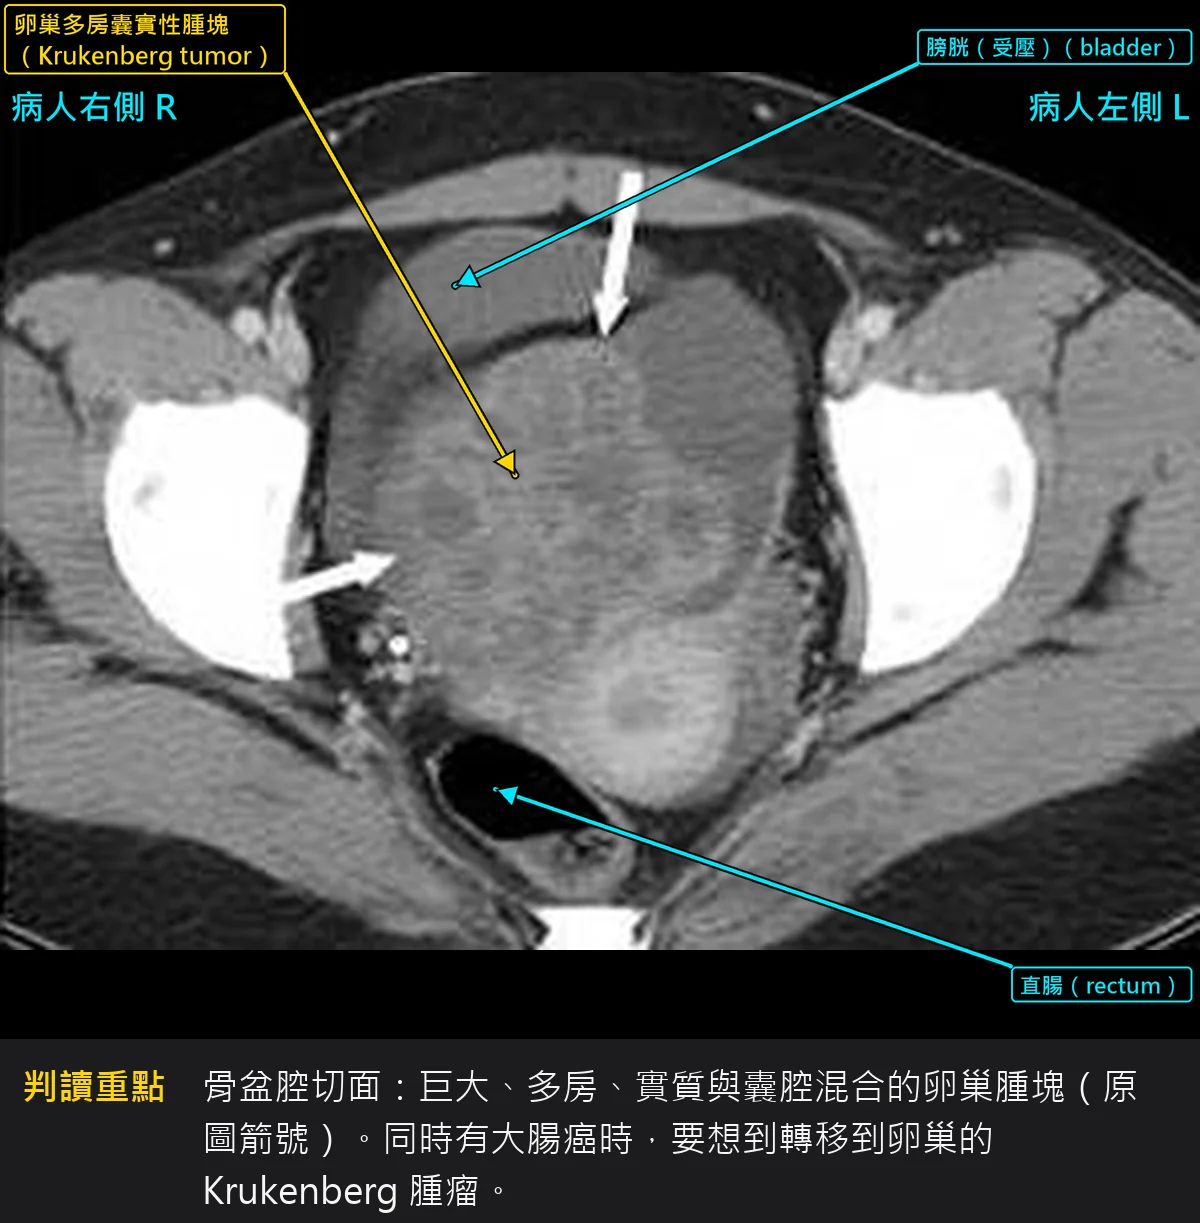 卵巢多房囊實性腫塊
（Krukenberg tumor）
膀胱（受壓）（bladder）
病人右側 R
病人左側 L
直腸（rectum）
判讀重點
骨盆腔切面：巨大、多房、實質與囊腔混合的卵巢腫塊（原
圖箭號）。同時有大腸癌時，要想到轉移到卵巢的
Krukenberg 腫瘤。